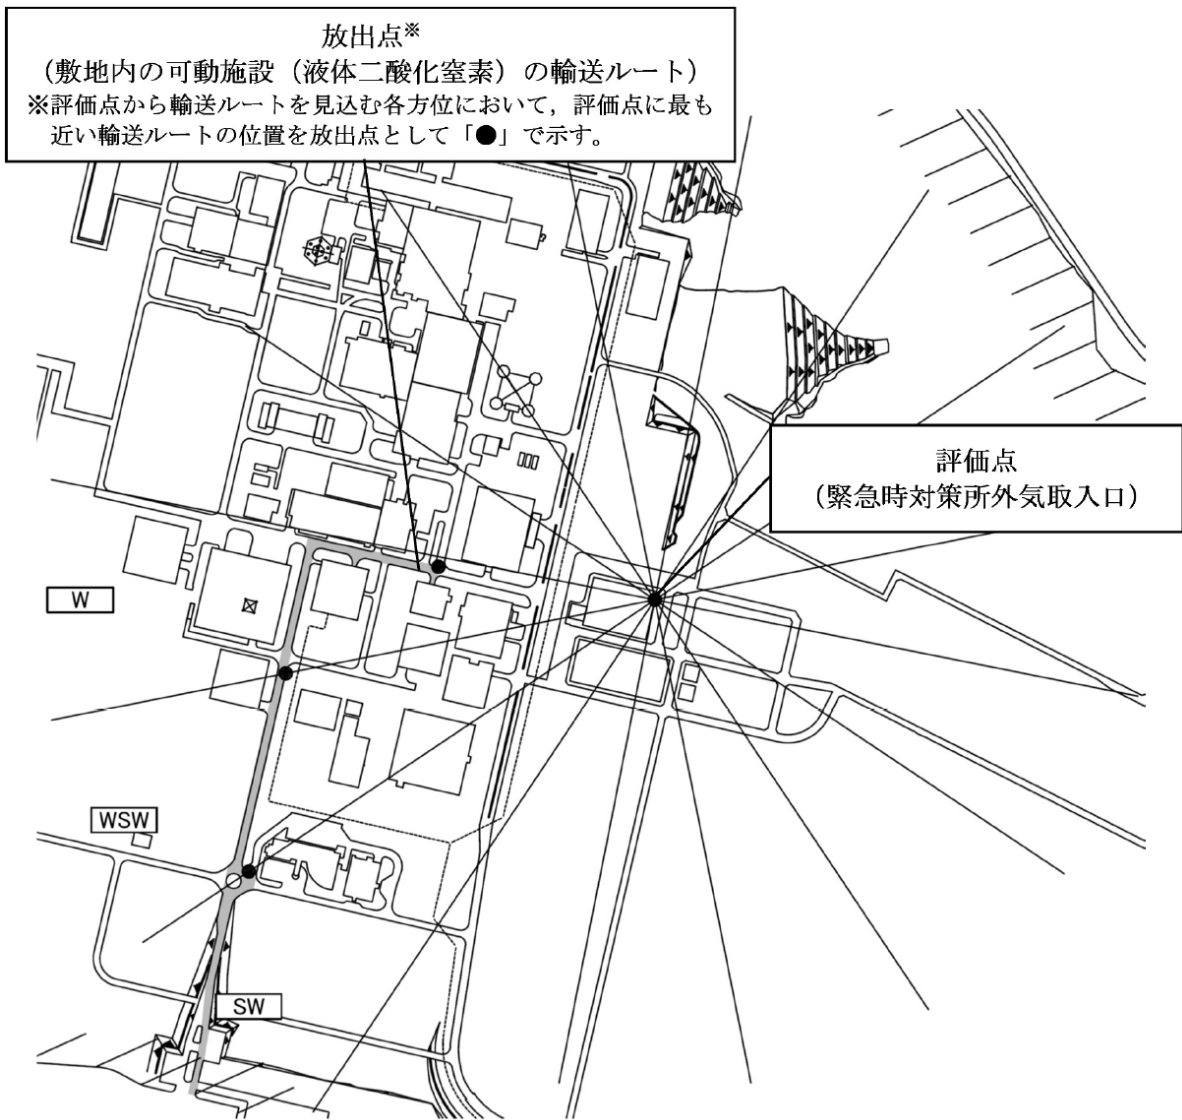 放出点※
（敷地内の可動施設（液体二酸化窒素）の輸送ルート）
※評価点から輸送ルートを見込む各方位において，評価点に最も
近い輸送ルートの位置を放出点として「●」で示す。
評価点
（緊急時対策所外気取入口）
W
WSW
SW